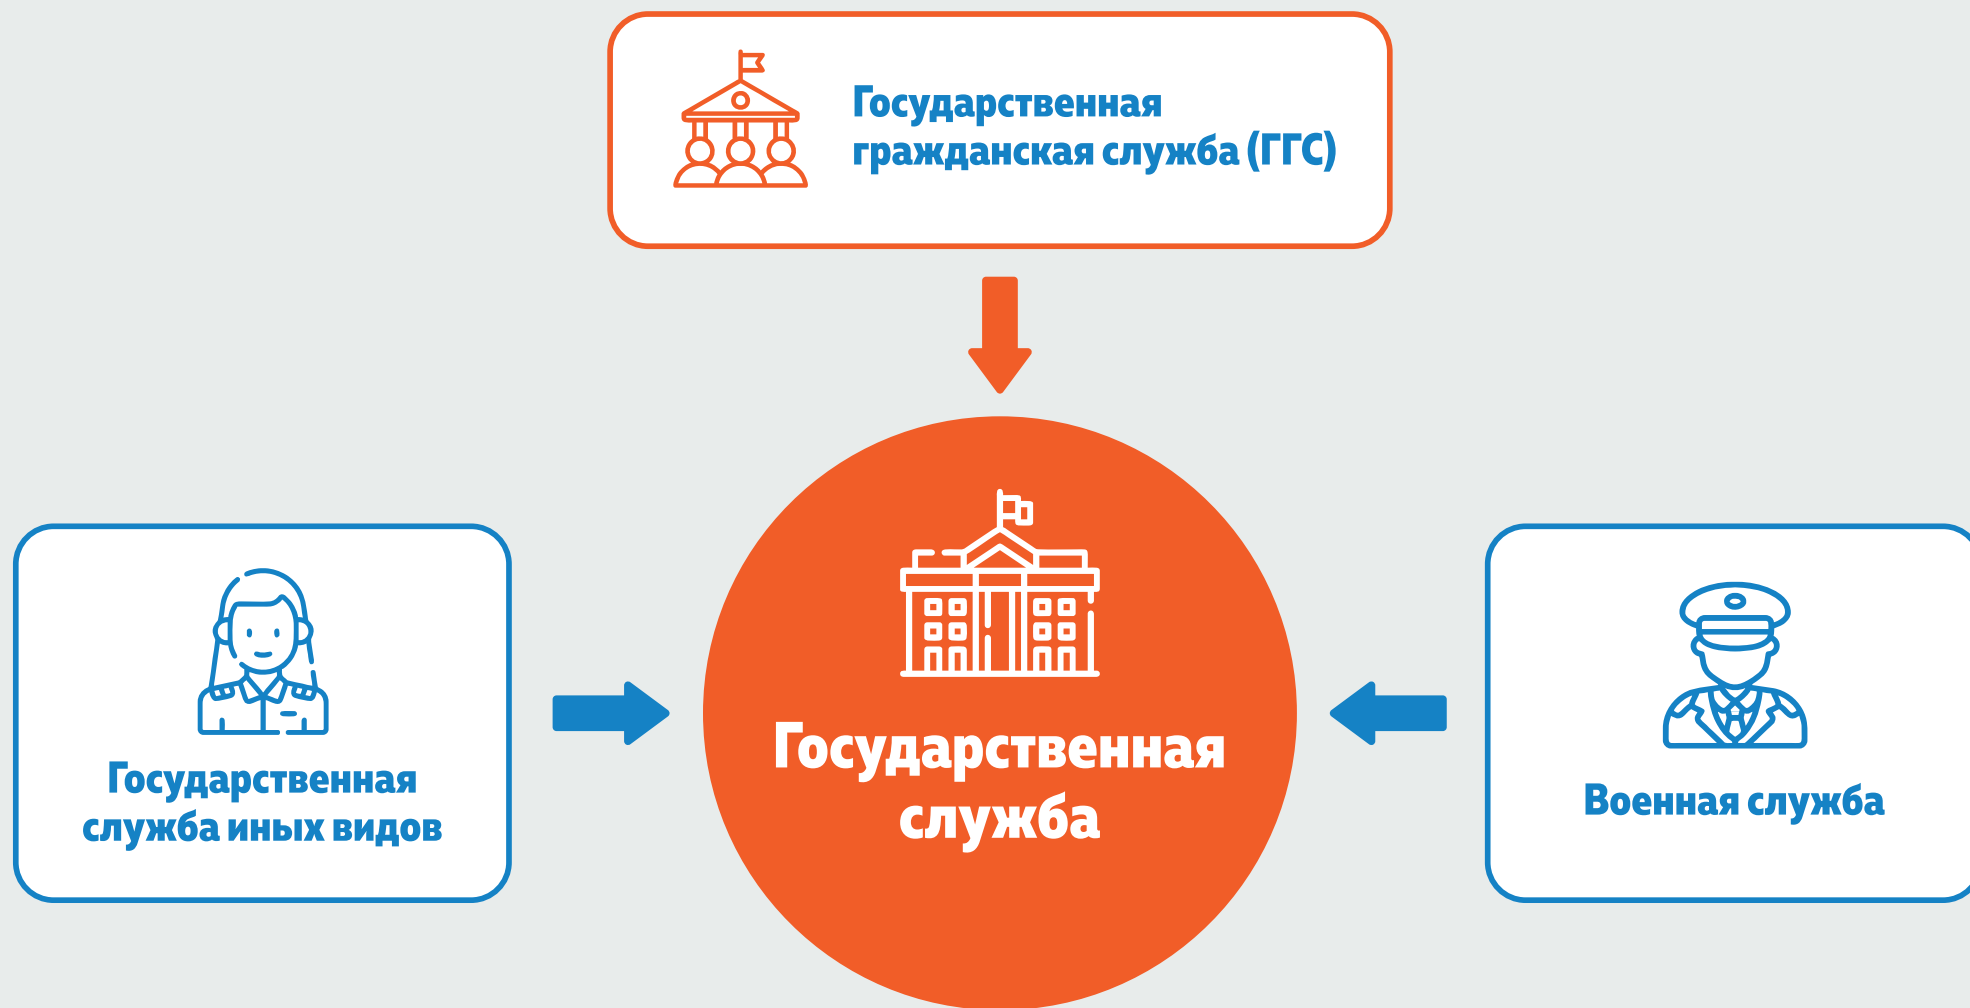 Государственная
гражданская служба (ГГС)
Государственная
служба иных видов
Государственная
служба
Военная служба